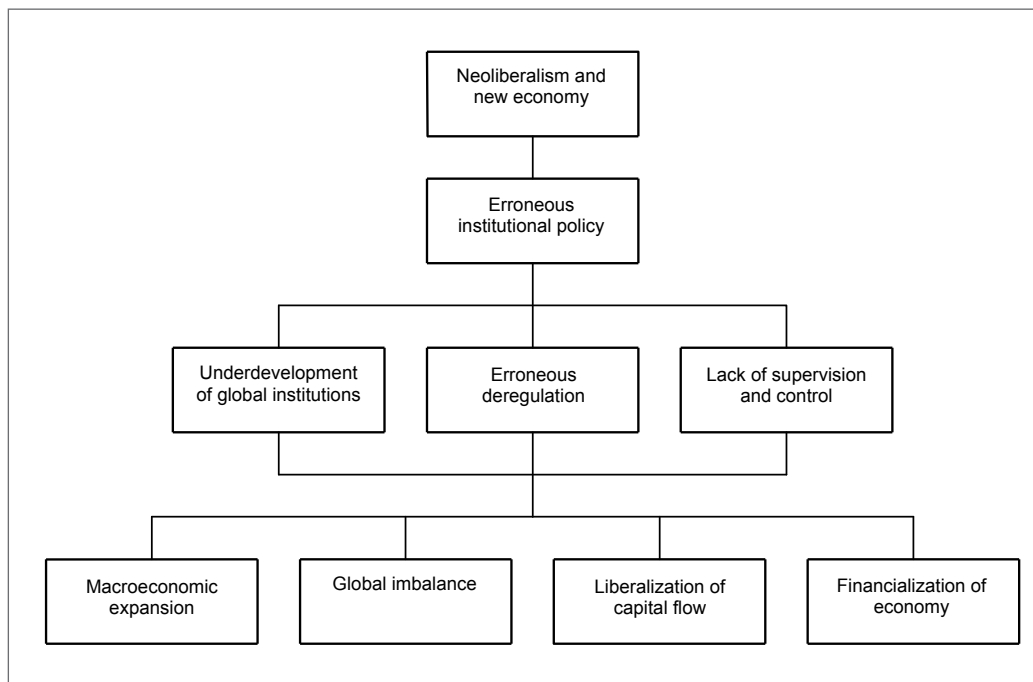 Neoliberalism and
new economy
Erroneous
institutional policy
Underdevelopment
of global institutions
Erroneous
deregulation
Lack of supervision
and control
Macroeconomic
expansion
Global imbalance
Liberalization of
capital flow
Financialization of
economy